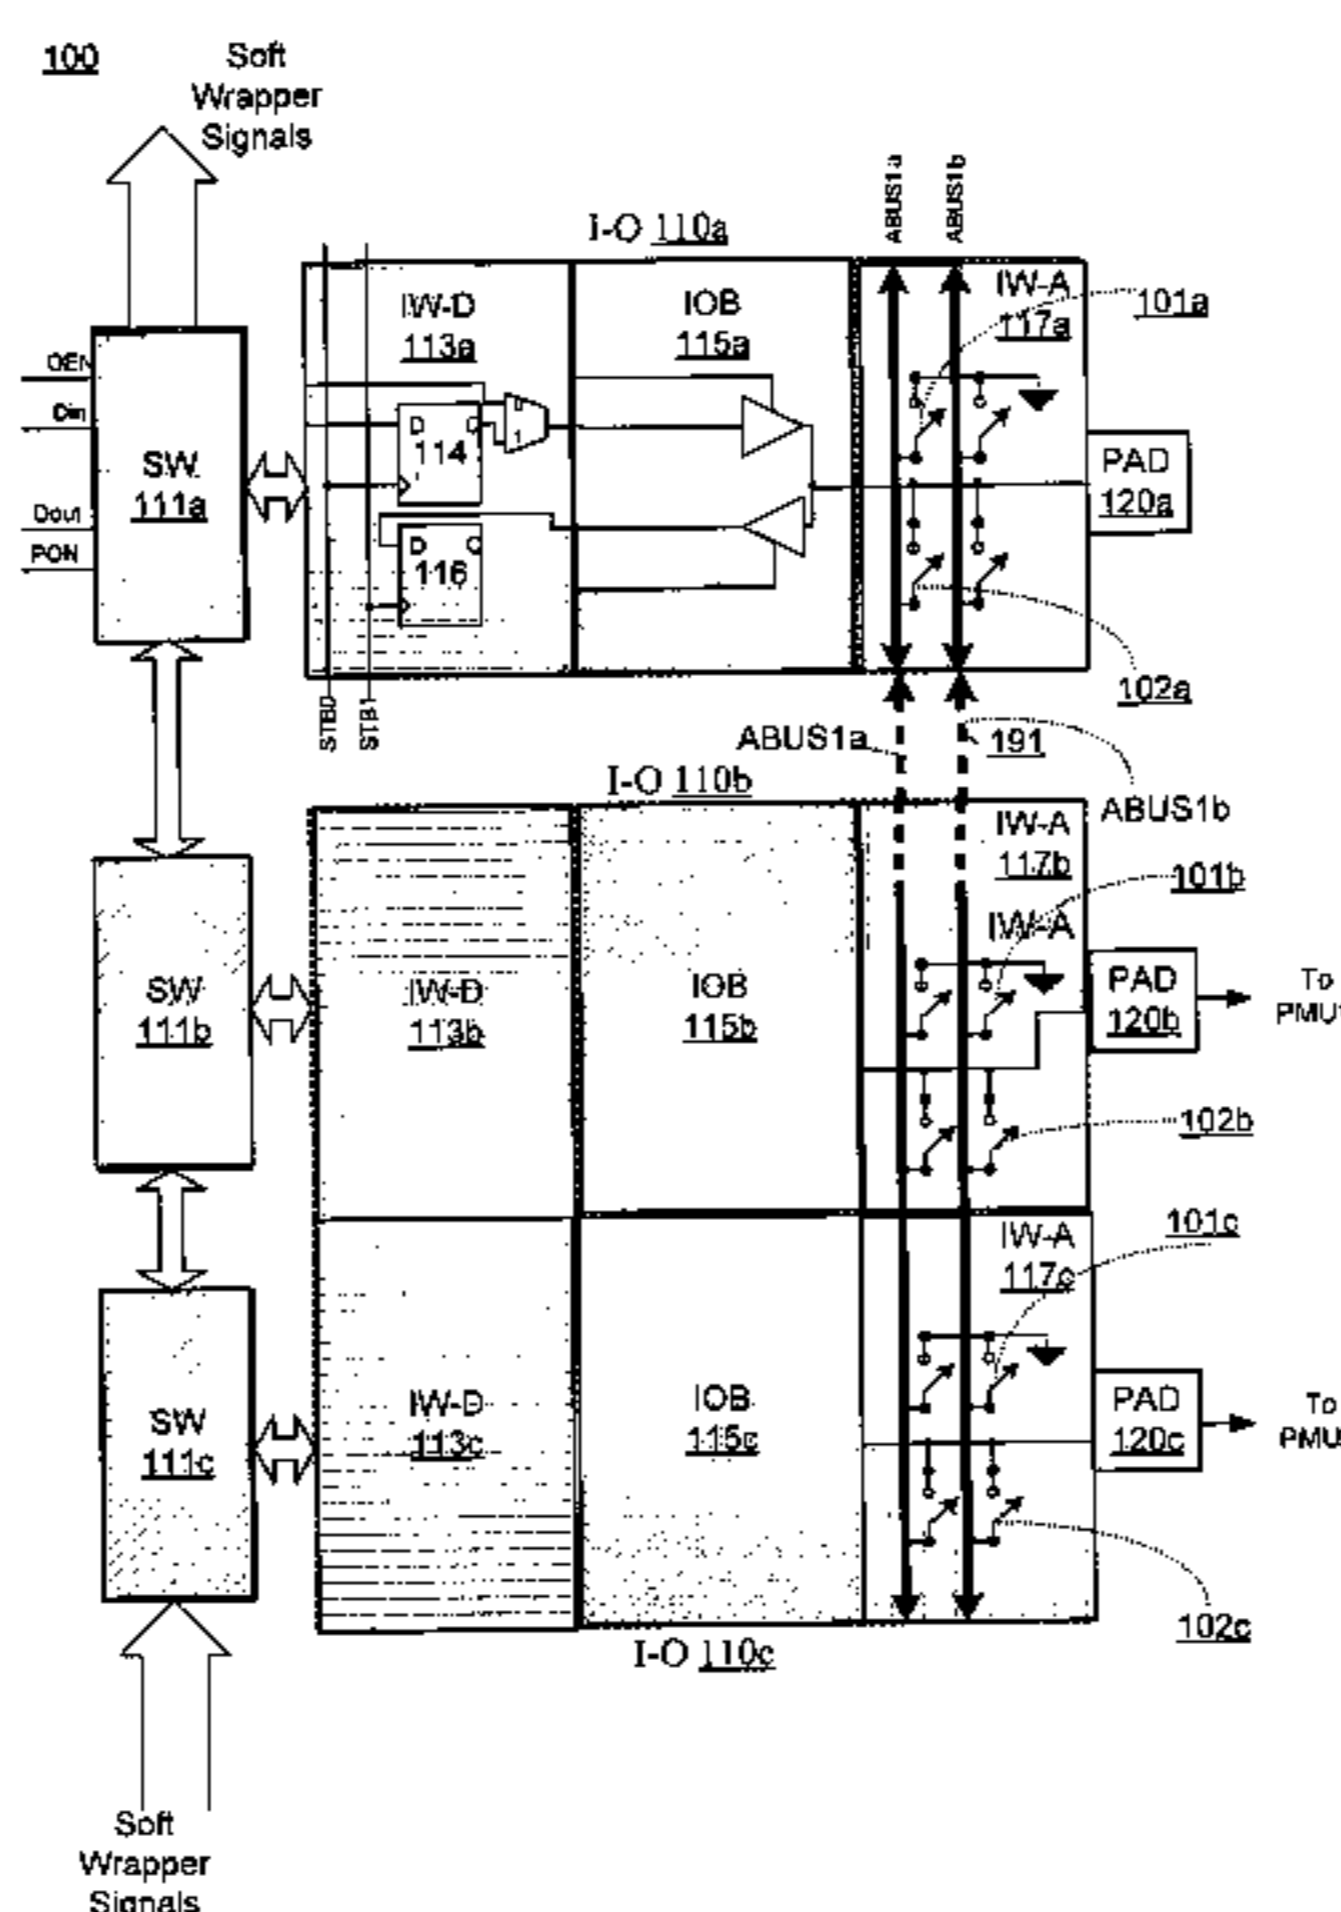 100
Soft
Wrapper
Signals
ABUS1a
ABUS1b
I-O 110a
IW-D
113a
IOB
115a
IW-A
117a
101a
OEN
Din
Dout
PON
SW
111a
D
Q
114
0
1
D
Q
116
PAD
120a
102a
STB0
STB1
ABUS1a
191
ABUS1b
I-O 110b
IW-A
117b
101b
IW-A
SW
111b
IW-D
113b
IOB
115b
PAD
120b
To
102b
101c
IW-A
117c
SW
111c
IW-D
113c
IOB
115c
PAD
120c
To
102c
I-O 110c
Soft
Wrapper
Signals